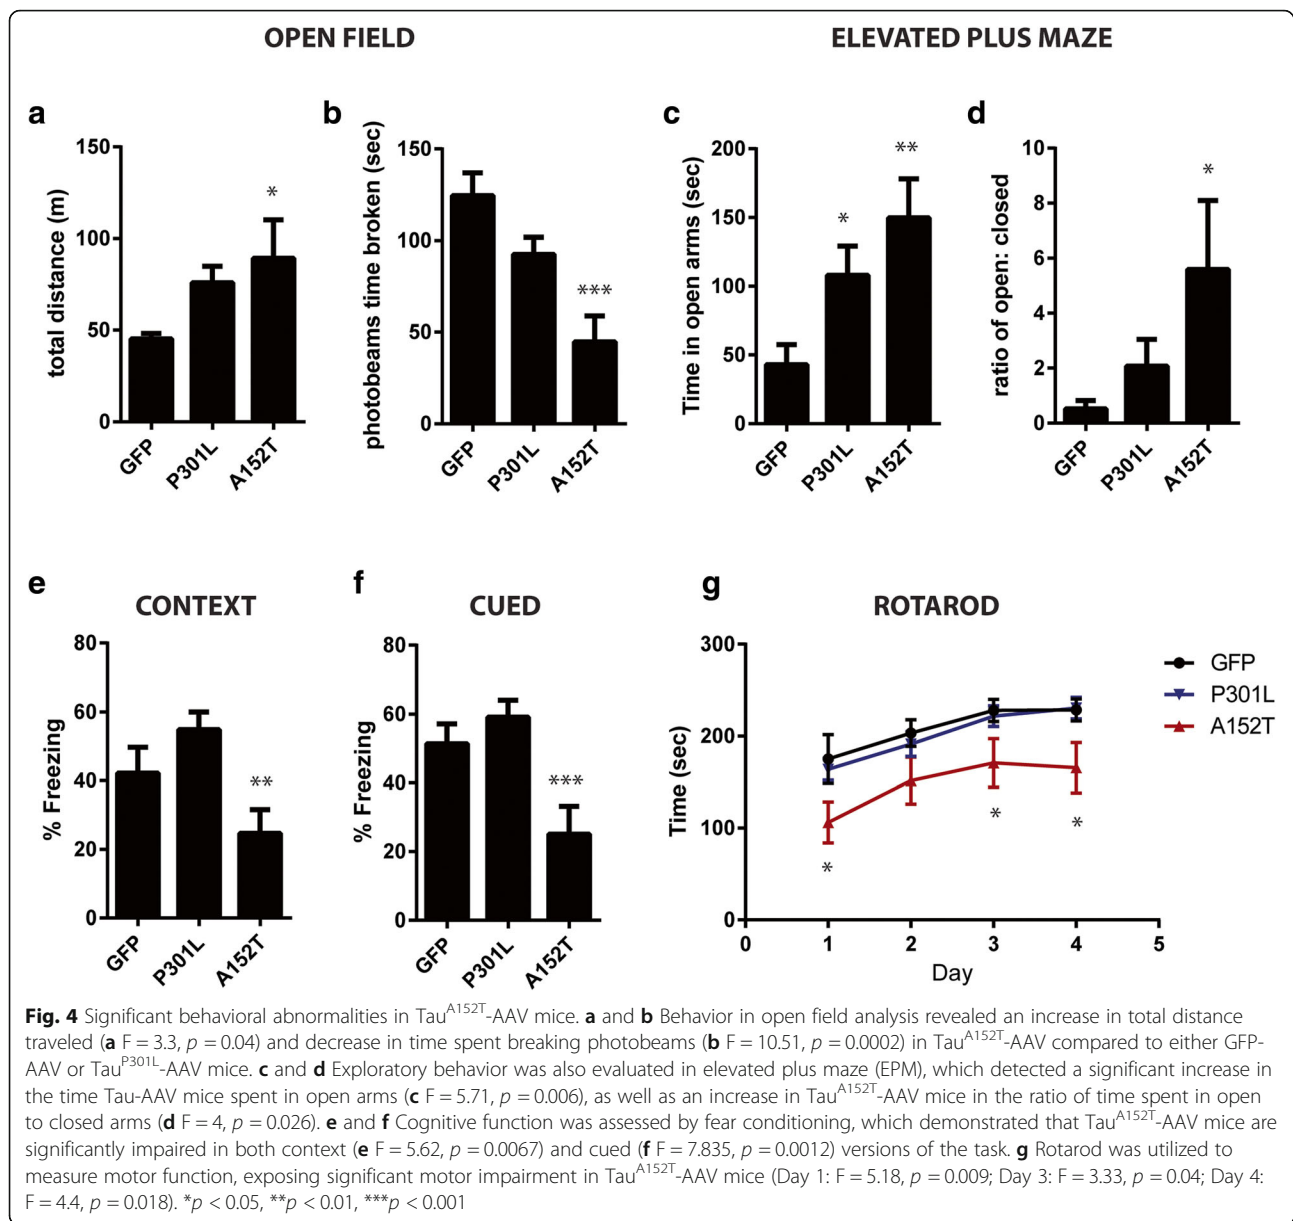 OPEN FIELD
ELEVATED PLUS MAZE
a
b
c
d
150
100
50
0
total distance (m)
*
GFP
P301L
A152T
150
100
50
0
photobeams time broken (sec)
***
GFP
P301L
A152T
200
150
100
50
0
Time in open arms (sec)
*
**
GFP
P301L
A152T
10
8
6
4
2
0
ratio of open: closed
*
GFP
P301L
A152T
e
f
g
CONTEXT
CUED
ROTAROD
80
60
40
20
0
% Freezing
**
GFP
P301L
A152T
80
60
40
20
0
% Freezing
***
GFP
P301L
A152T
300
200
100
0
Time (sec)
*
*
*
0
1
2
3
4
5
Day
GFP
P301L
A152T
Fig. 4 Significant behavioral abnormalities in Tau^A152T-AAV mice. a and b Behavior in open field analysis revealed an increase in total distance
traveled (a F = 3.3, p = 0.04) and decrease in time spent breaking photobeams (b F = 10.51, p = 0.0002) in Tau^A152T-AAV compared to either GFP-
AAV or Tau^P301L-AAV mice. c and d Exploratory behavior was also evaluated in elevated plus maze (EPM), which detected a significant increase in
the time Tau-AAV mice spent in open arms (c F = 5.71, p = 0.006), as well as an increase in Tau^A152T-AAV mice in the ratio of time spent in open
to closed arms (d F = 4, p = 0.026). e and f Cognitive function was assessed by fear conditioning, which demonstrated that Tau^A152T-AAV mice are
significantly impaired in both context (e F = 5.62, p = 0.0067) and cued (f F = 7.835, p = 0.0012) versions of the task. g Rotarod was utilized to
measure motor function, exposing significant motor impairment in Tau^A152T-AAV mice (Day 1: F = 5.18, p = 0.009; Day 3: F = 3.33, p = 0.04; Day 4:
F = 4.4, p = 0.018). *p < 0.05, **p < 0.01, ***p < 0.001